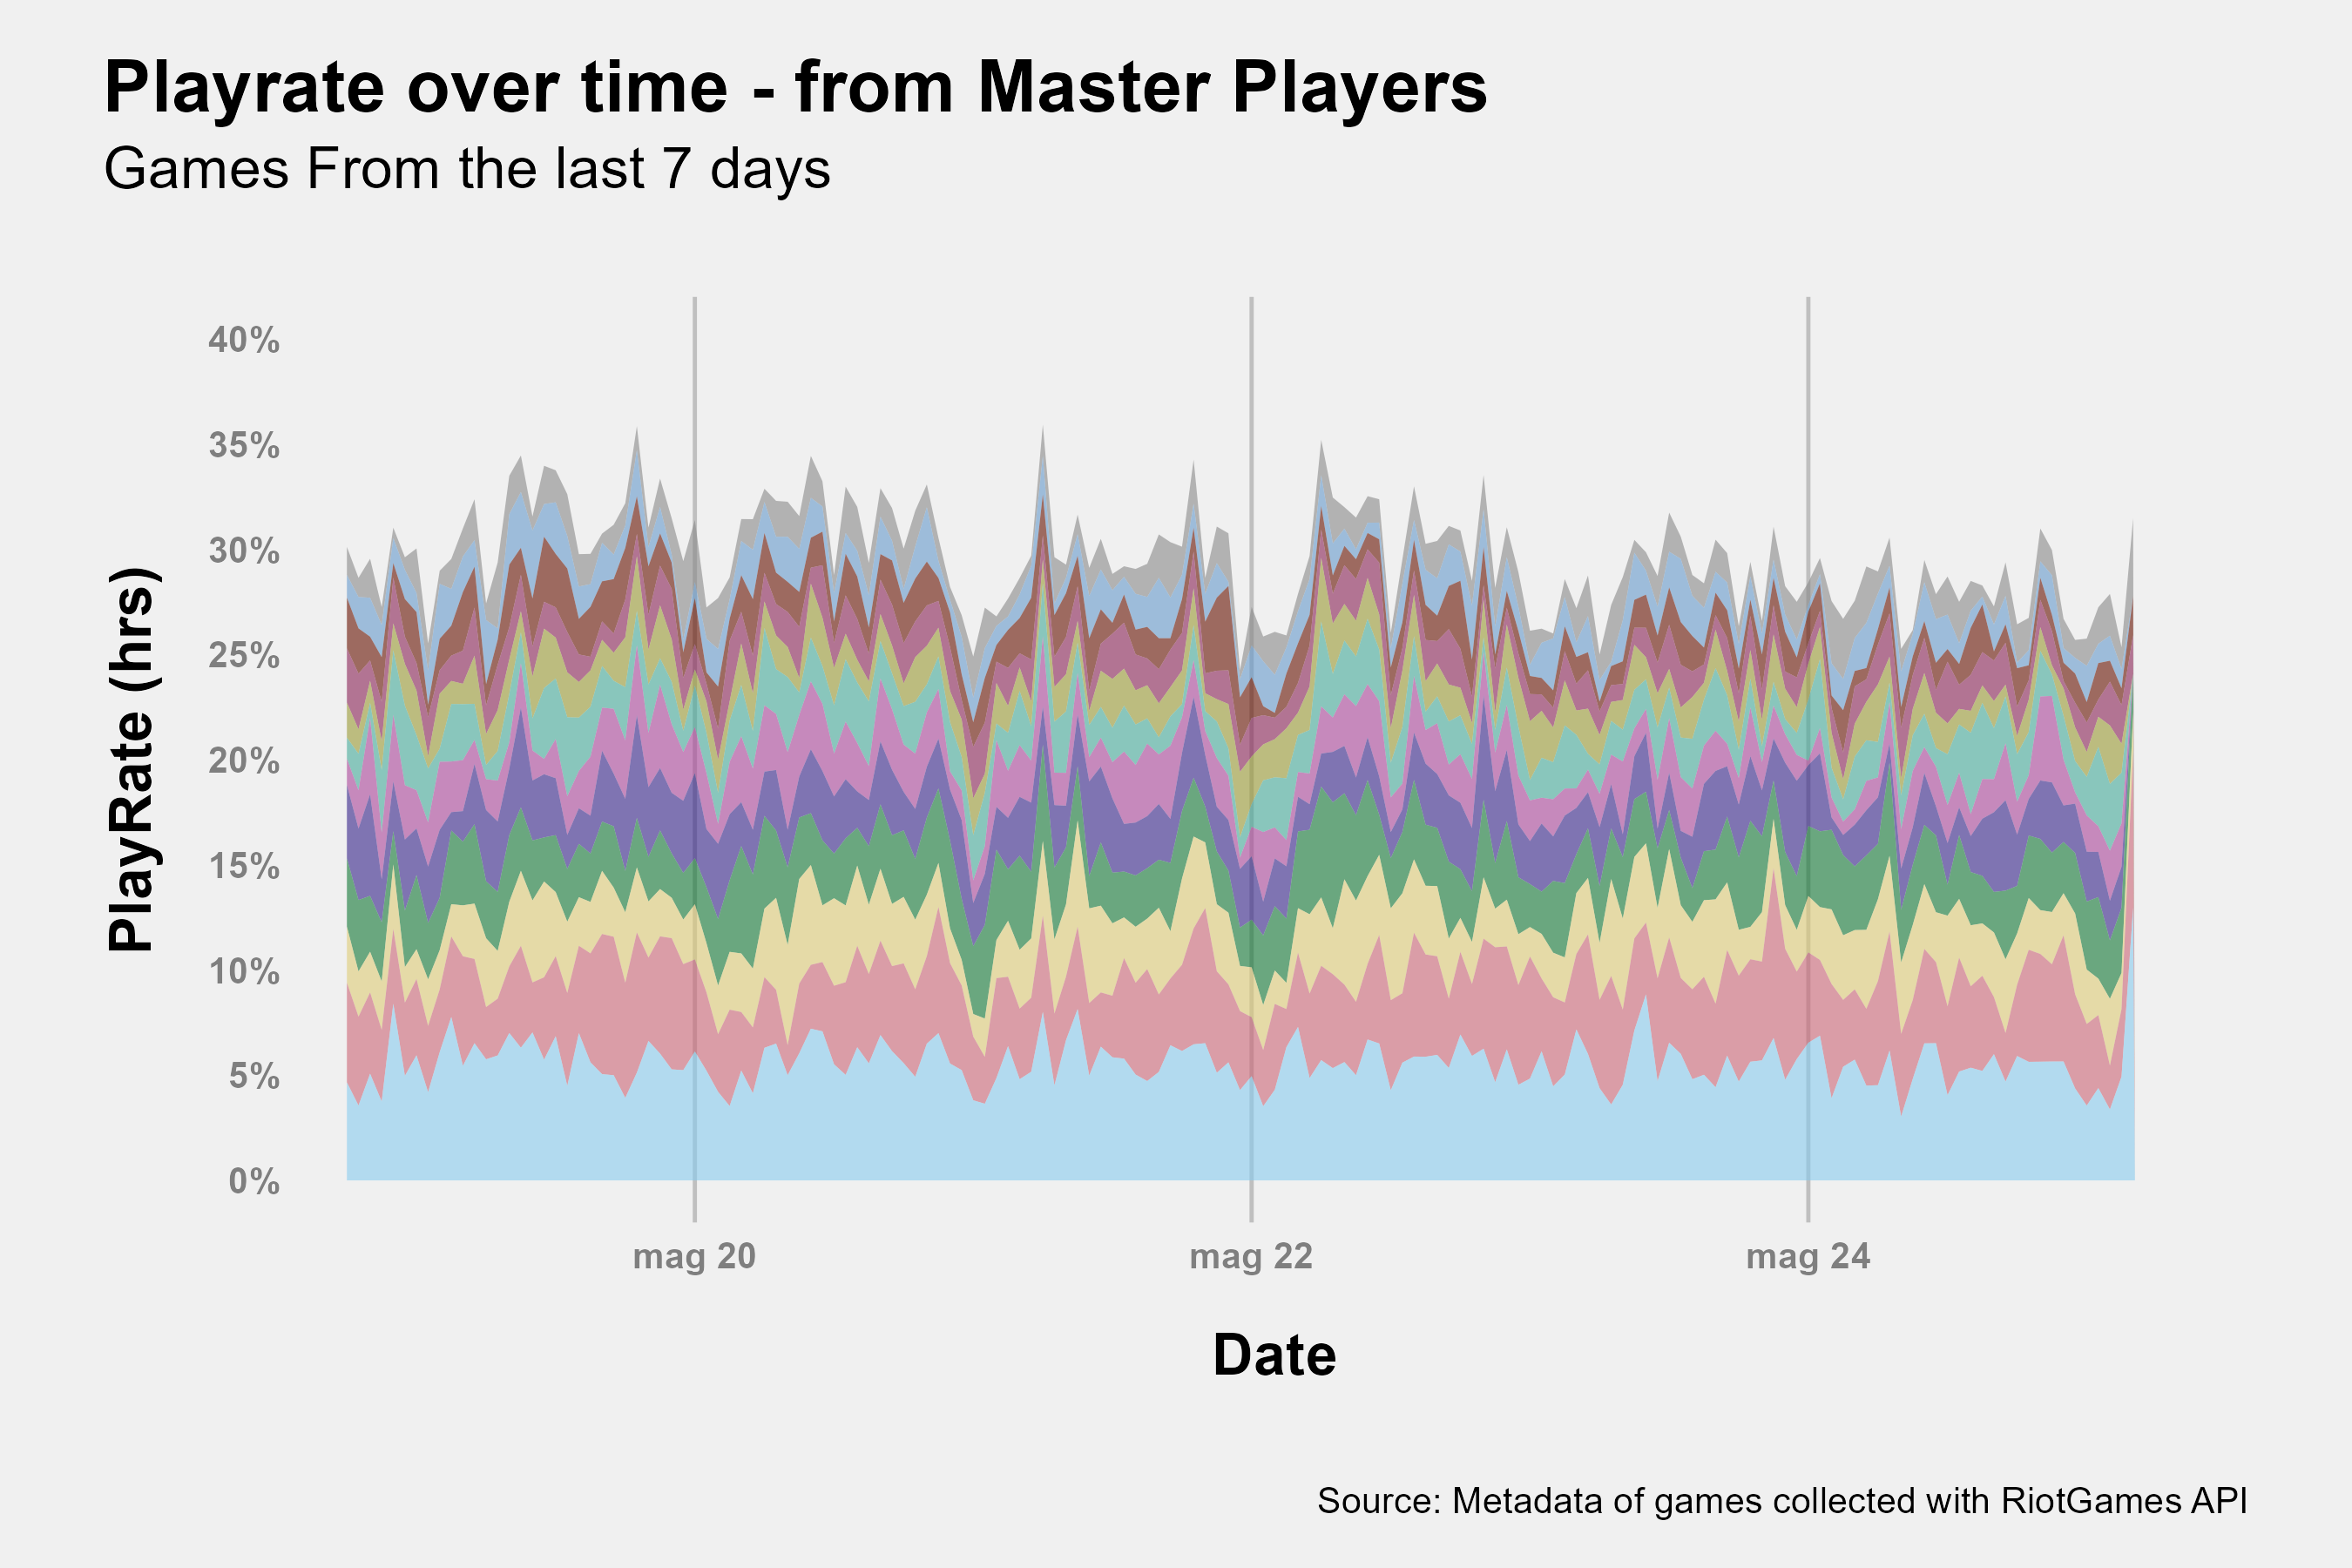 Playrate over time - from Master Players
Games From the last 7 days
PlayRate (hrs)
40%
35%
30%
25%
20%
15%
10%
5%
0%
mag 20
mag 22
mag 24
Date
Source: Metadata of games collected with RiotGames API